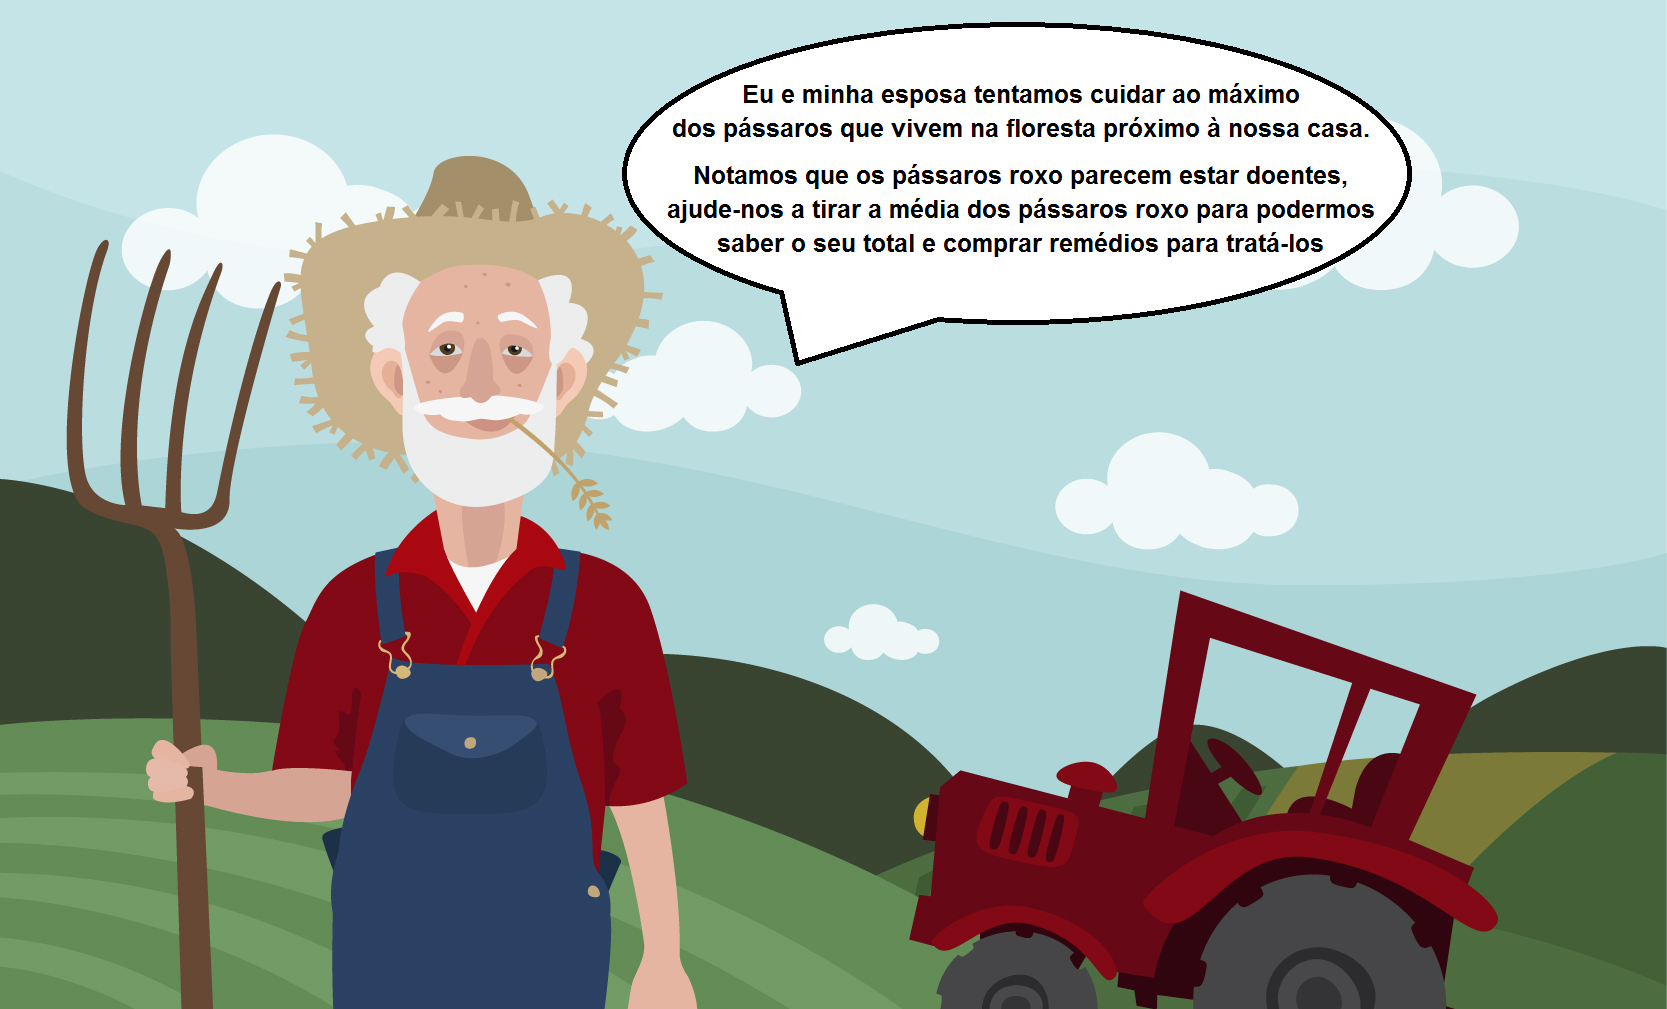 Eu e minha esposa tentamos cuidar ao máximo
dos pássaros que vivem na floresta próximo à nossa casa.
Notamos que os pássaros roxo parecem estar doentes,
ajude-nos a tirar a média dos pássaros roxo para podermos
saber o seu total e comprar remédios para tratá-los